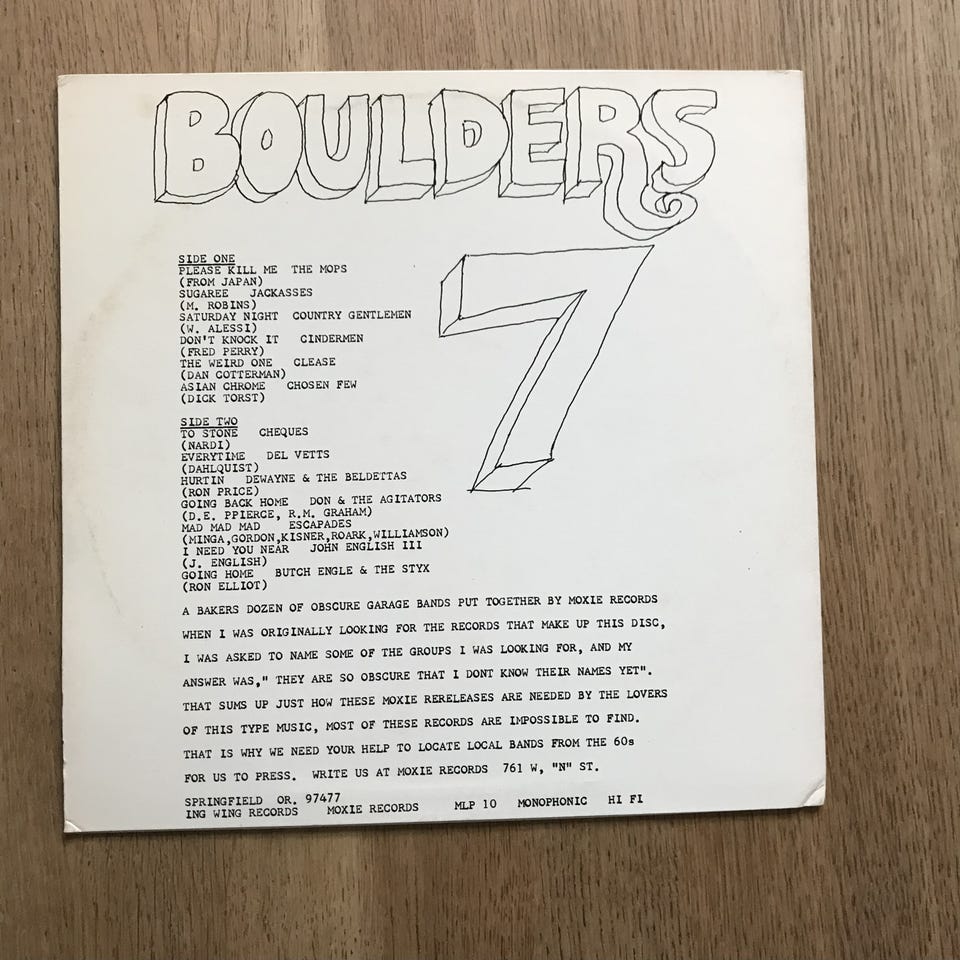 BOULDERS
7
SIDE ONE
PLEASE KILL ME THE MOPS
(FROM JAPAN)
SUGAREE JACKASSES
(M. ROBINS)
SATURDAY NIGHT COUNTRY GENTLEMEN
(W. ALESSI)
DON'T KNOCK IT CINDERMEN
(FRED PERRY)
THE WEIRD ONE CLEASE
(DAN COTTERMAN)
ASIAN CHROME CHOSEN FEW
(DICK TORST)
SIDE TWO
TO STONE CHEQUES
(NARDI)
EVERYTIME DEL VETTS
(DAHLQUIST)
HURTIN DEWAYNE & THE BELDETTAS
(RON PRICE)
GOING BACK HOME DON & THE AGITATORS
(D.E. PPIERCE, R.M. GRAHAM)
MAD MAD MAD ESCAPADES
(MINGA,GORDON,KISNER,ROARK,WILLIAMSON)
I NEED YOU NEAR JOHN ENGLISH III
(J. ENGLISH)
GOING HOME BUTCH ENGLE & THE STYX
(RON ELLIOT)
A BAKERS DOZEN OF OBSCURE GARAGE BANDS PUT TOGETHER BY MOXIE RECORDS
WHEN I WAS ORIGINALLY LOOKING FOR THE RECORDS THAT MAKE UP THIS DISC,
I WAS ASKED TO NAME SOME OF THE GROUPS I WAS LOOKING FOR, AND MY
ANSWER WAS," THEY ARE SO OBSCURE THAT I DONT KNOW THEIR NAMES YET".
THAT SUMS UP JUST HOW THESE MOXIE RERELEASES ARE NEEDED BY THE LOVERS
OF THIS TYPE MUSIC, MOST OF THESE RECORDS ARE IMPOSSIBLE TO FIND.
THAT IS WHY WE NEED YOUR HELP TO LOCATE LOCAL BANDS FROM THE 60s
FOR US TO PRESS. WRITE US AT MOXIE RECORDS 761 W, "N" ST.
SPRINGFIELD OR. 97477
ING WING RECORDS MOXIE RECORDS MLP 10 MONOPHONIC HI FI